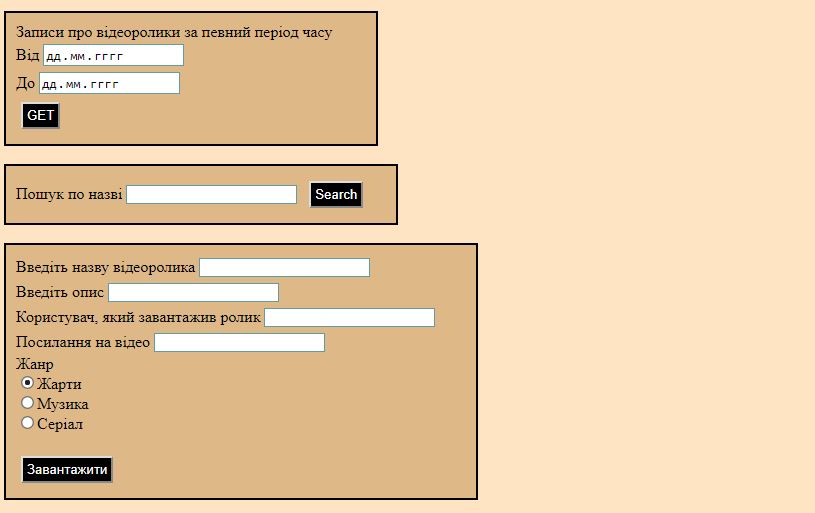 Записи про відеоролики за певний період часу
Від дд.мм.гггг
До дд.мм.гггг
GET
Пошук по назві Search
Введіть назву відеоролика
Введіть опис
Користувач, який завантажив ролик
Посилання на відео
Жанр
Жарти
Музика
Серіал
Завантажити